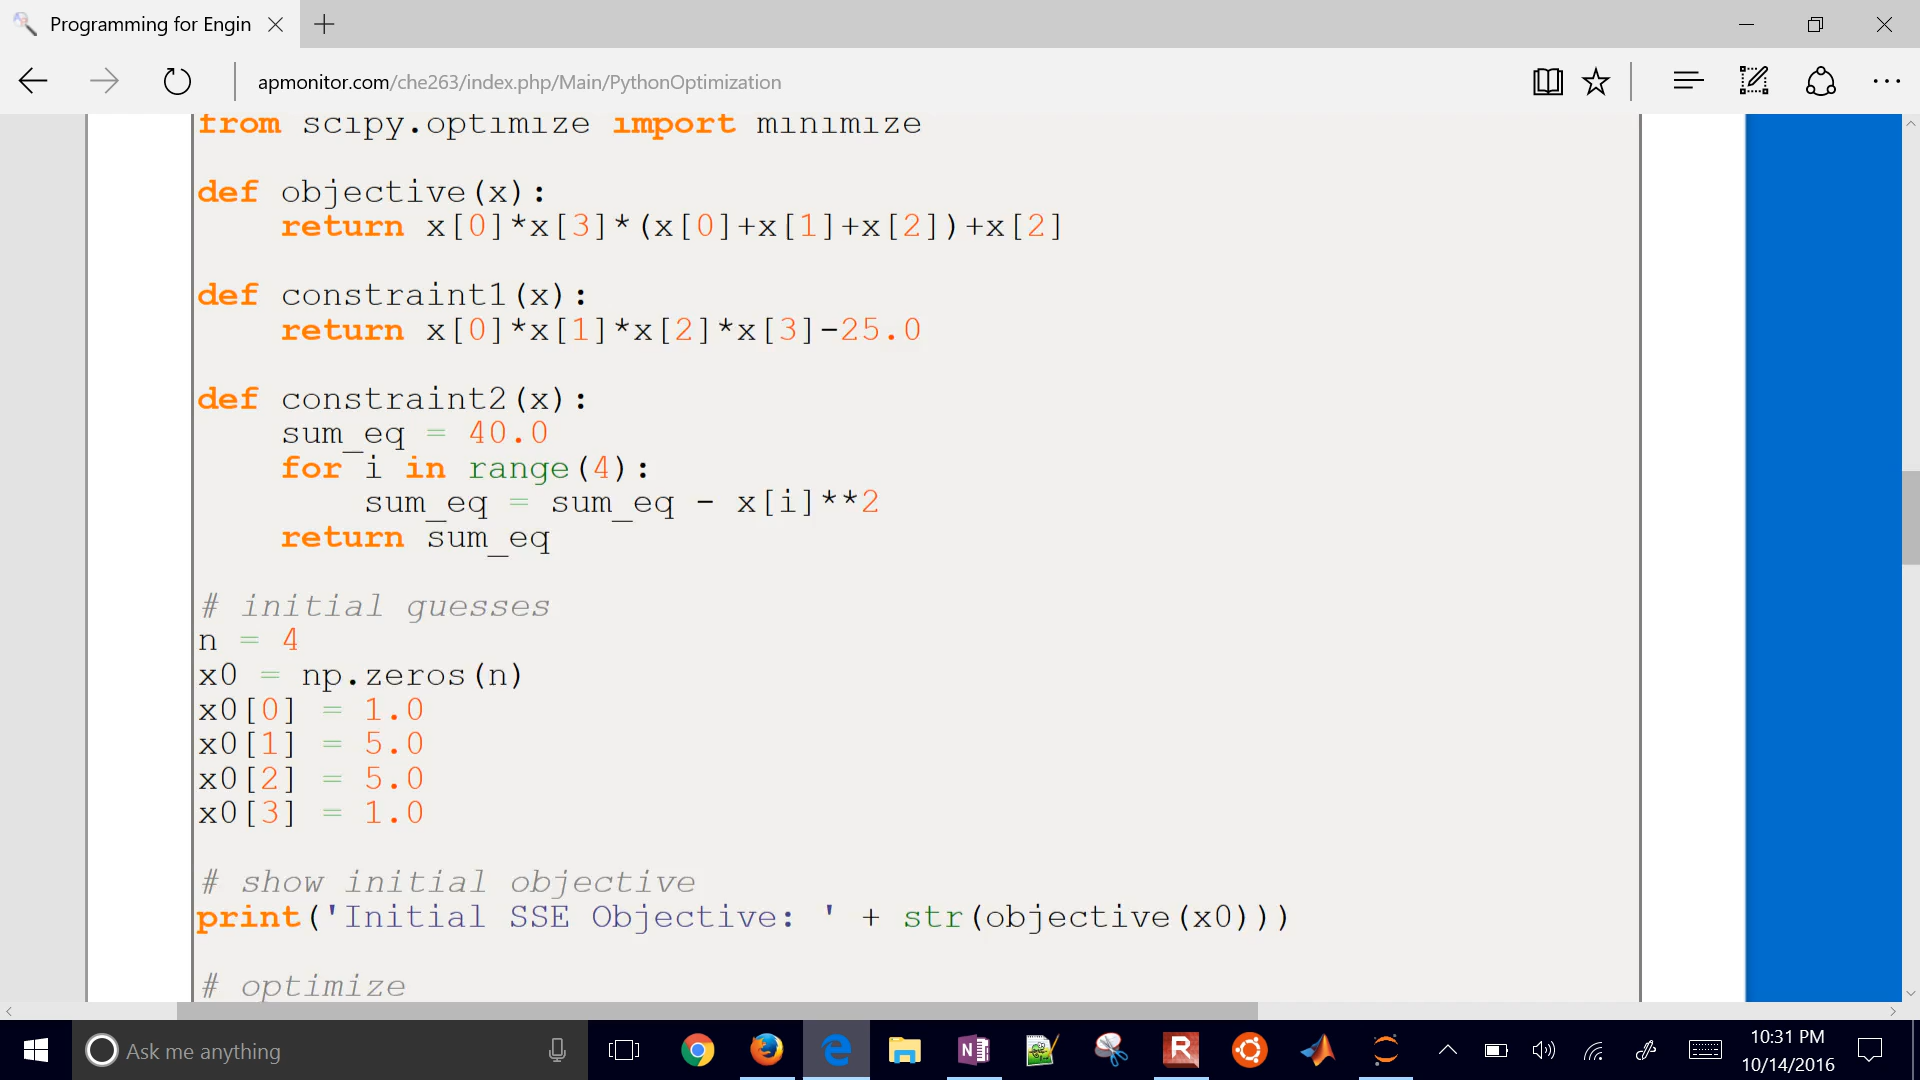 Programming for Engin
apmonitor.com/che263/index.php/Main/PythonOptimization
from scipy.optimize import minimize
def objective(x):
    return x[0]*x[3]*(x[0]+x[1]+x[2])+x[2]
def constraint1(x):
    return x[0]*x[1]*x[2]*x[3]-25.0
def constraint2(x):
    sum_eq = 40.0
    for i in range(4):
        sum_eq = sum_eq - x[i]**2
    return sum_eq
# initial guesses
n = 4
x0 = np.zeros(n)
x0[0] = 1.0
x0[1] = 5.0
x0[2] = 5.0
x0[3] = 1.0
# show initial objective
print('Initial SSE Objective: ' + str(objective(x0)))
# optimize
Ask me anything
N
R
10:31 PM
10/14/2016